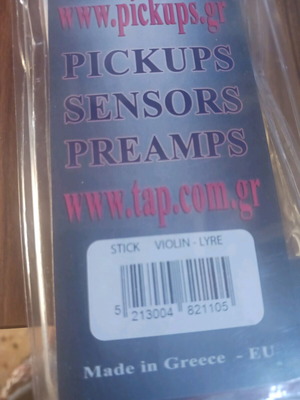 www.pickups.gr
PICKUPS
SENSORS
PREAMPS
www.tap.com.gr
STICK VIOLIN - LYRE
5 213004 821105
Made in Greece - EU